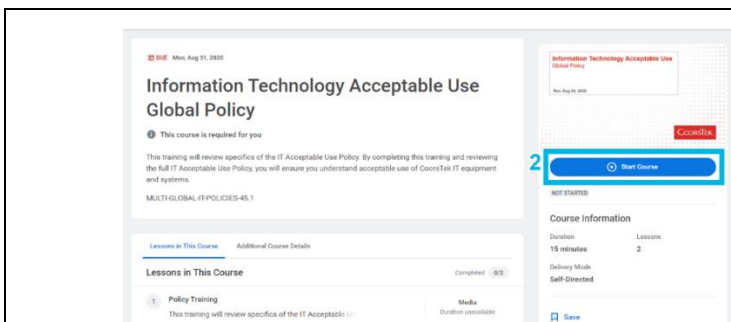 DUE Mon, Aug 31, 2020
Information Technology Acceptable Use
Global Policy
This course is required for you
This training will review specifics of the IT Acceptable Use Policy. By completing this training and reviewing
the full IT Acceptable Use Policy, you will ensure you understand acceptable use of CoorsTek IT equipment
and systems.
MULTI-GLOBAL-IT-POLICIES-45.1
Lessons in This Course Additional Course Details
Lessons in This Course Completed 0/2
1 Policy Training
This training will review specifics of the IT Acceptable
Media
Duration unavailable
Information Technology Acceptable Use
Global Policy
Mon, Aug 31, 2020
COORSTEK
2
Start Course
NOT STARTED
Course Information
Duration Lessons
15 minutes 2
Delivery Mode
Self-Directed
Save